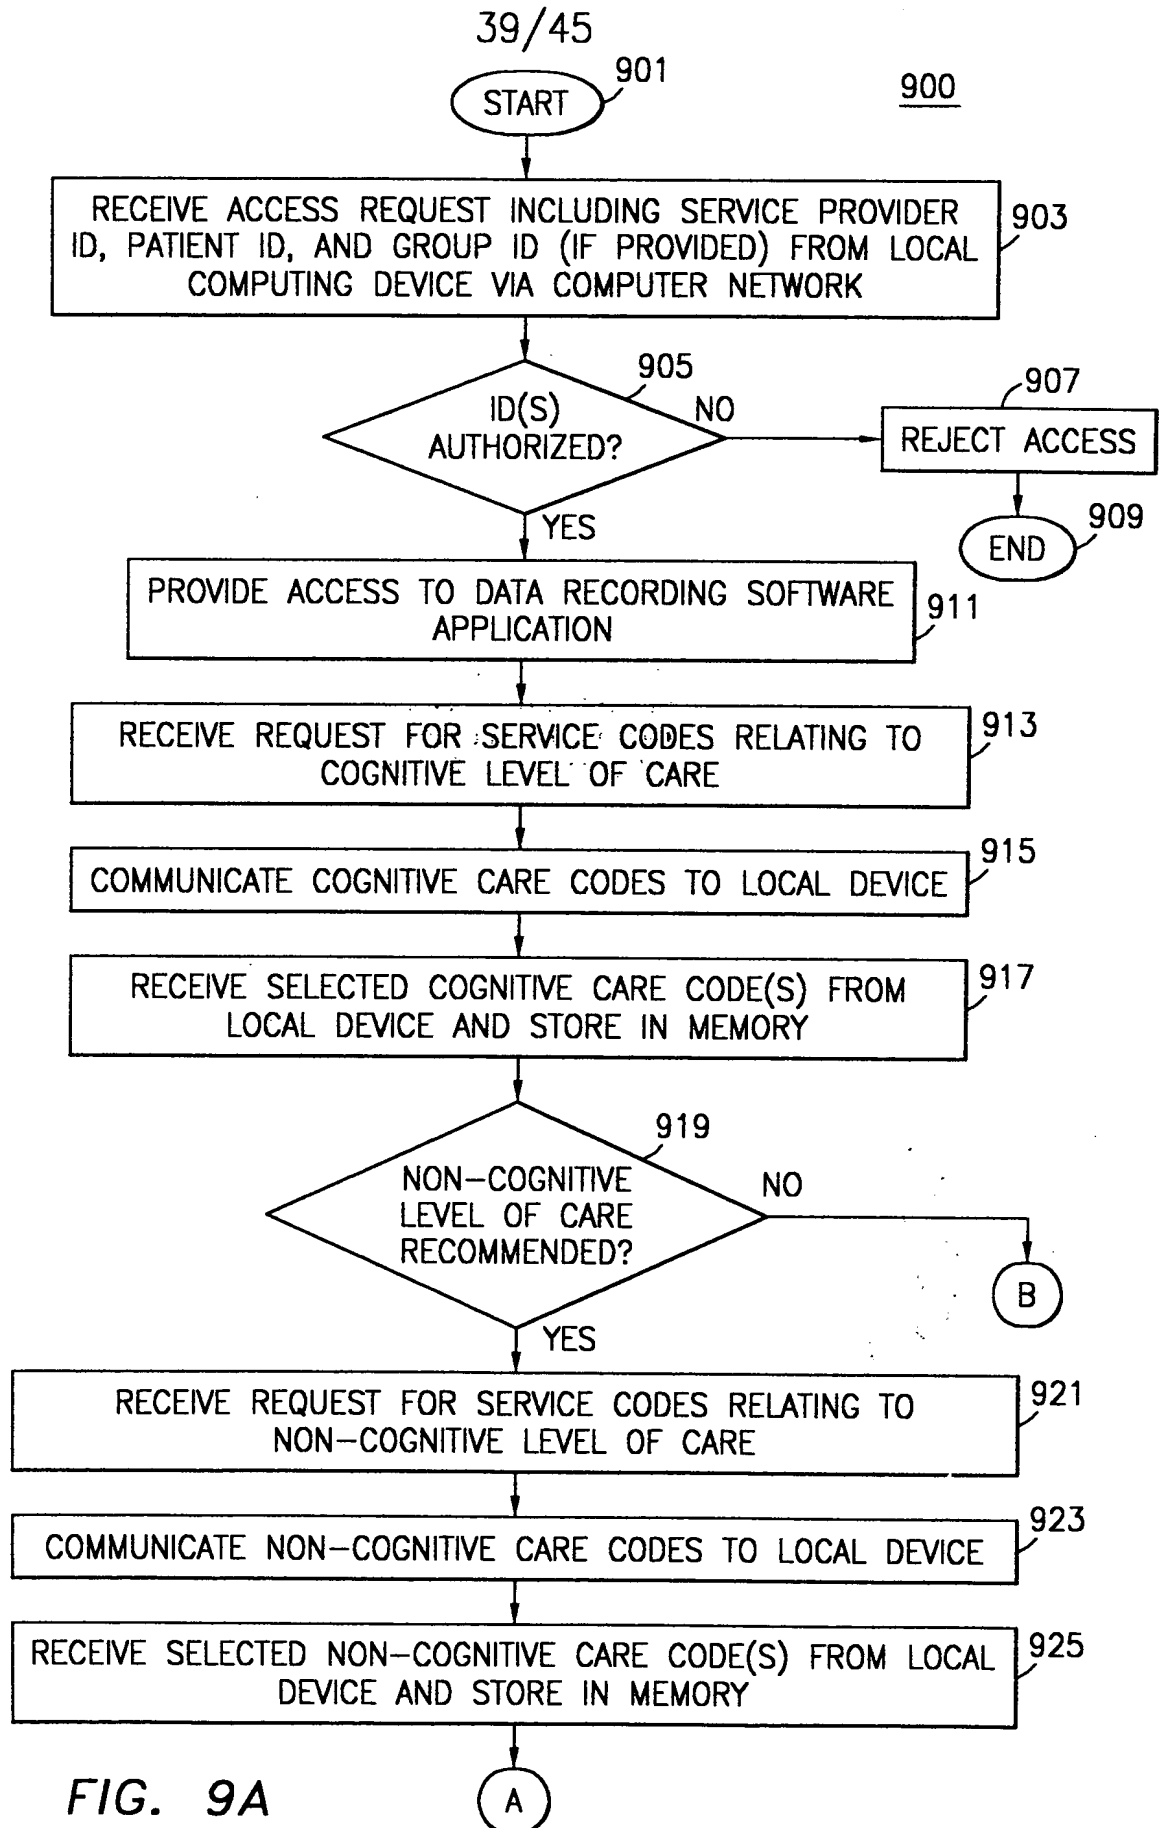 39/45
900
START
901
RECEIVE ACCESS REQUEST INCLUDING SERVICE PROVIDER
ID, PATIENT ID, AND GROUP ID (IF PROVIDED) FROM LOCAL
COMPUTING DEVICE VIA COMPUTER NETWORK
903
905
ID(S)
AUTHORIZED?
NO
907
REJECT ACCESS
END
909
YES
PROVIDE ACCESS TO DATA RECORDING SOFTWARE
APPLICATION
911
RECEIVE REQUEST FOR SERVICE CODES RELATING TO
COGNITIVE LEVEL OF CARE
913
COMMUNICATE COGNITIVE CARE CODES TO LOCAL DEVICE
915
RECEIVE SELECTED COGNITIVE CARE CODE(S) FROM
LOCAL DEVICE AND STORE IN MEMORY
917
919
NON-COGNITIVE
LEVEL OF CARE
RECOMMENDED?
NO
B
YES
RECEIVE REQUEST FOR SERVICE CODES RELATING TO
NON-COGNITIVE LEVEL OF CARE
921
COMMUNICATE NON-COGNITIVE CARE CODES TO LOCAL DEVICE
923
RECEIVE SELECTED NON-COGNITIVE CARE CODE(S) FROM LOCAL
DEVICE AND STORE IN MEMORY
925
A
FIG. 9A